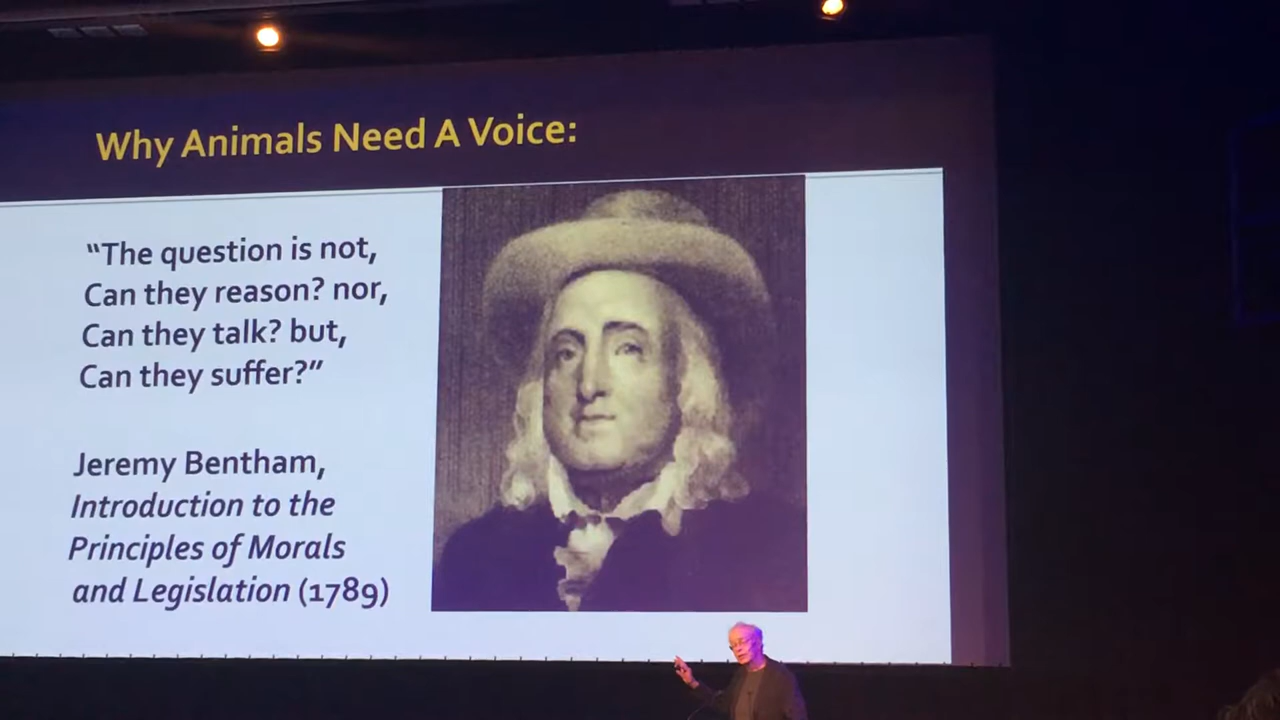 Why Animals Need A Voice:
“The question is not,
Can they reason? nor,
Can they talk? but,
Can they suffer?”
Jeremy Bentham,
Introduction to the
Principles of Morals
and Legislation (1789)